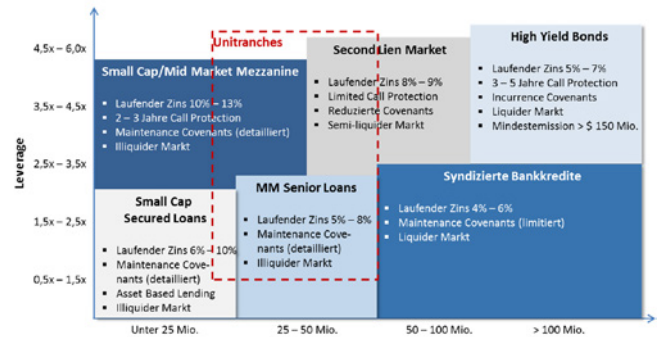 Leverage
4,5x – 6,0x
3,5x – 4,5x
2,5x – 3,5x
1,5x – 2,5x
0,5x – 1,5x
Unitranches
Small Cap/Mid Market Mezzanine
▪ Laufender Zins 10% – 13%
▪ 2 – 3 Jahre Call Protection
▪ Maintenance Covenants (detailliert)
▪ Illiquider Markt
Second Lien Market
▪ Laufender Zins 8% – 9%
▪ Limited Call Protection
▪ Reduzierte Covenants
▪ Semi-liquider Markt
High Yield Bonds
▪ Laufender Zins 5% – 7%
▪ 3 – 5 Jahre Call Protection
▪ Incurrence Covenants
▪ Liquider Markt
▪ Mindestemission > $ 150 Mio.
Small Cap
Secured Loans
▪ Laufender Zins 6% – 10%
▪ Maintenance Cove-
nants (detailliert)
▪ Asset Based Lending
▪ Illiquider Markt
MM Senior Loans
▪ Laufender Zins 5% – 8%
▪ Maintenance Cove-
nants (detailliert)
▪ Illiquider Markt
Syndizierte Bankkredite
▪ Laufender Zins 4% – 6%
▪ Maintenance Covenants (limitiert)
▪ Liquider Markt
Unter 25 Mio.
25 – 50 Mio.
50 – 100 Mio.
> 100 Mio.